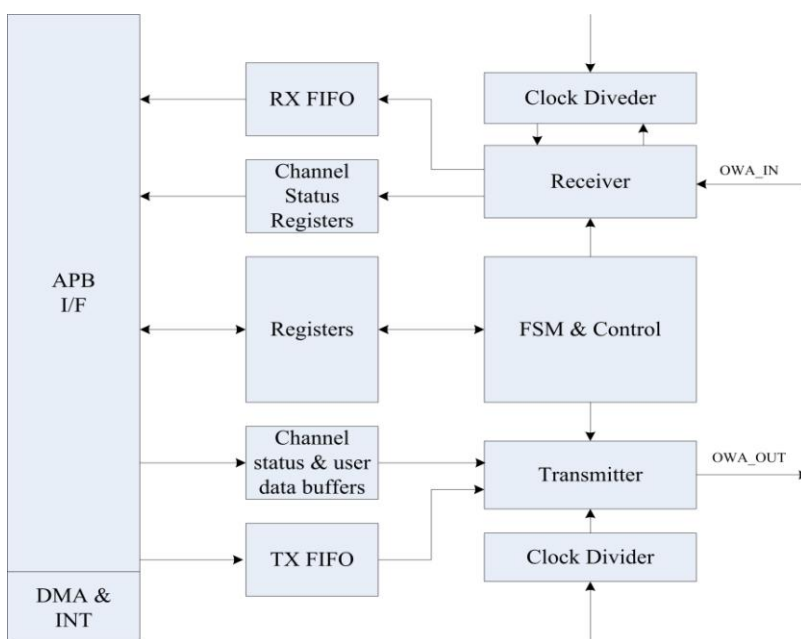 RX FIFO
Clock Diveder
Channel
Status
Registers
Receiver
OWA_IN
APB
I/F
Registers
FSM & Control
Channel
status & user
data buffers
Transmitter
OWA_OUT
TX FIFO
Clock Divider
DMA &
INT